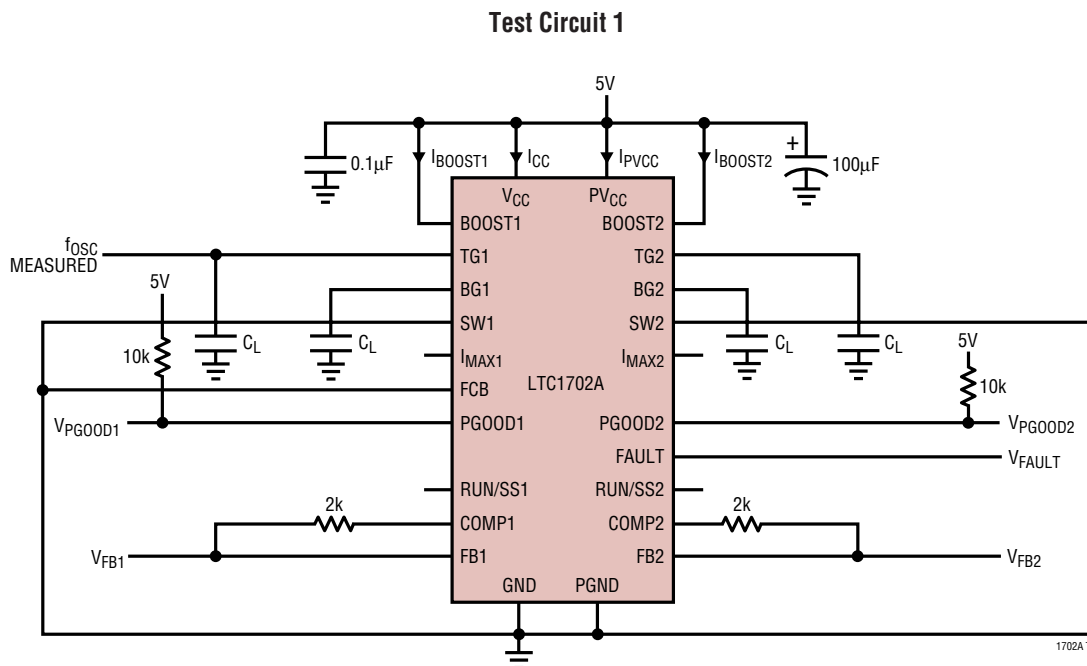 Test Circuit 1
5V
0.1µF
IBOOST1
ICC
IPVCC
IBOOST2
+
100µF
VCC
PVCC
BOOST1
BOOST2
fOSC
MEASURED
TG1
TG2
5V
BG1
BG2
SW1
SW2
10k
CL
CL
CL
CL
5V
IMAX1
IMAX2
LTC1702A
10k
FCB
VPGOOD1
PGOOD1
PGOOD2
VPGOOD2
FAULT
VFAULT
RUN/SS1
RUN/SS2
2k
2k
COMP1
COMP2
VFB1
FB1
FB2
VFB2
GND
PGND
1702A